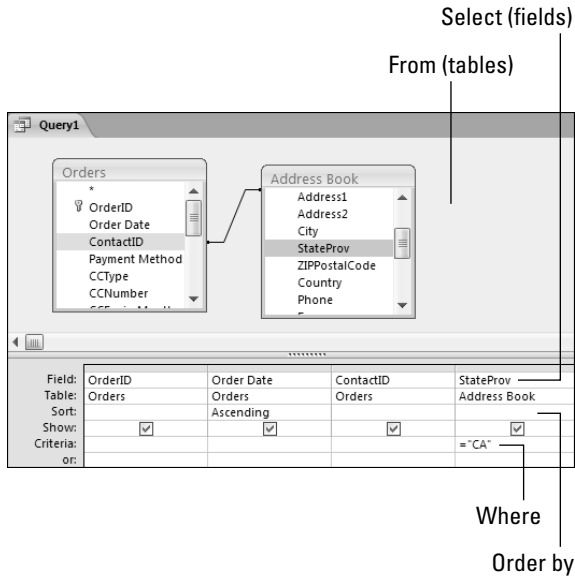 Select (fields)
From (tables)
Query1
Orders
*
OrderID
Order Date
ContactID
Payment Method
CCType
CCNumber
Address Book
Address1
Address2
City
StateProv
ZIPPostalCode
Country
Phone
Field: OrderID Order Date ContactID StateProv
Table: Orders Orders Orders Address Book
Sort: Ascending
Show:
Criteria: ="CA"
or:
Where
Order by